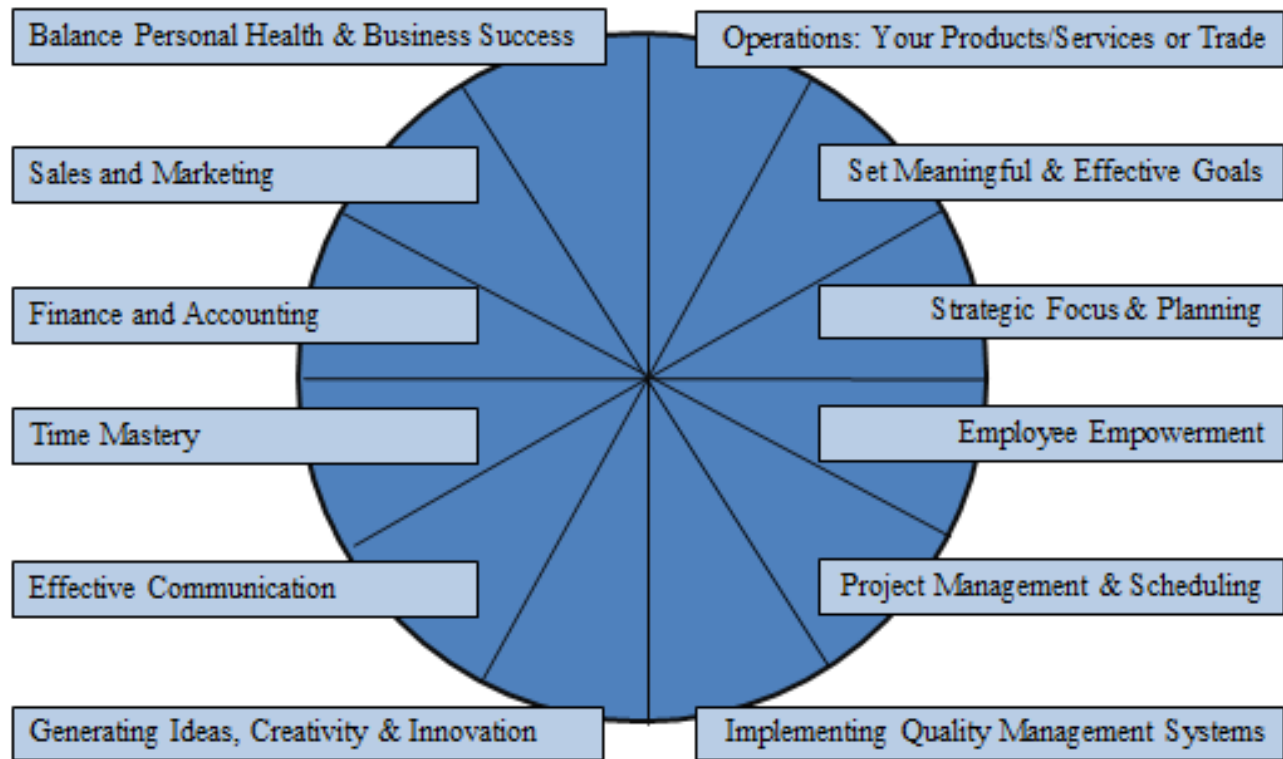 Balance Personal Health & Business Success
Operations: Your Products/Services or Trade
Sales and Marketing
Set Meaningful & Effective Goals
Finance and Accounting
Strategic Focus & Planning
Time Mastery
Employee Empowerment
Effective Communication
Project Management & Scheduling
Generating Ideas, Creativity & Innovation
Implementing Quality Management Systems